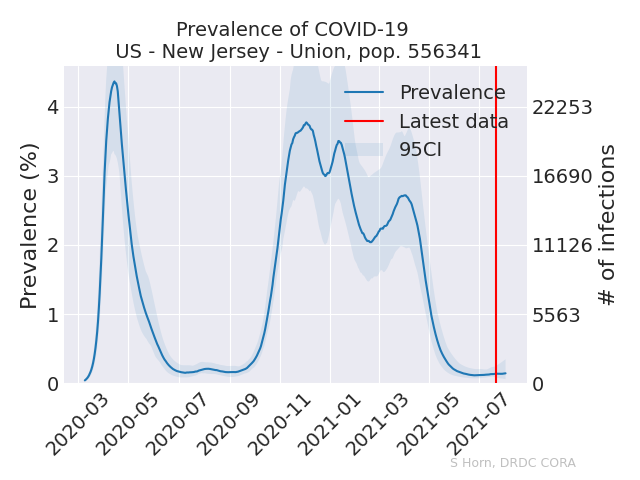 Prevalence of COVID-19
US - New Jersey - Union, pop. 556341
Prevalence
Latest data
95CI
Prevalence (%)
4
3
2
1
0
22253
16690
11126
5563
0
# of infections
2020-03
2020-05
2020-07
2020-09
2020-11
2021-01
2021-03
2021-05
2021-07
S Horn, DRDC CORA